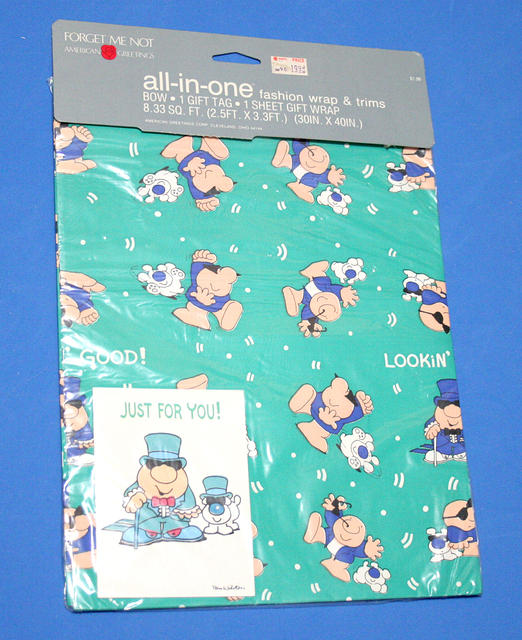 FORGET ME NOT
AMERICAN GREETINGS
all-in-one fashion wrap & trims
BOW • 1 GIFT TAG • 1 SHEET GIFT WRAP
8.33 SQ. FT. (2.5FT. X 3.3FT.) (30IN. X 40IN.)
AMERICAN GREETINGS CORP. CLEVELAND, OHIO 44144
GOOD!
LOOKIN'
JUST FOR YOU!